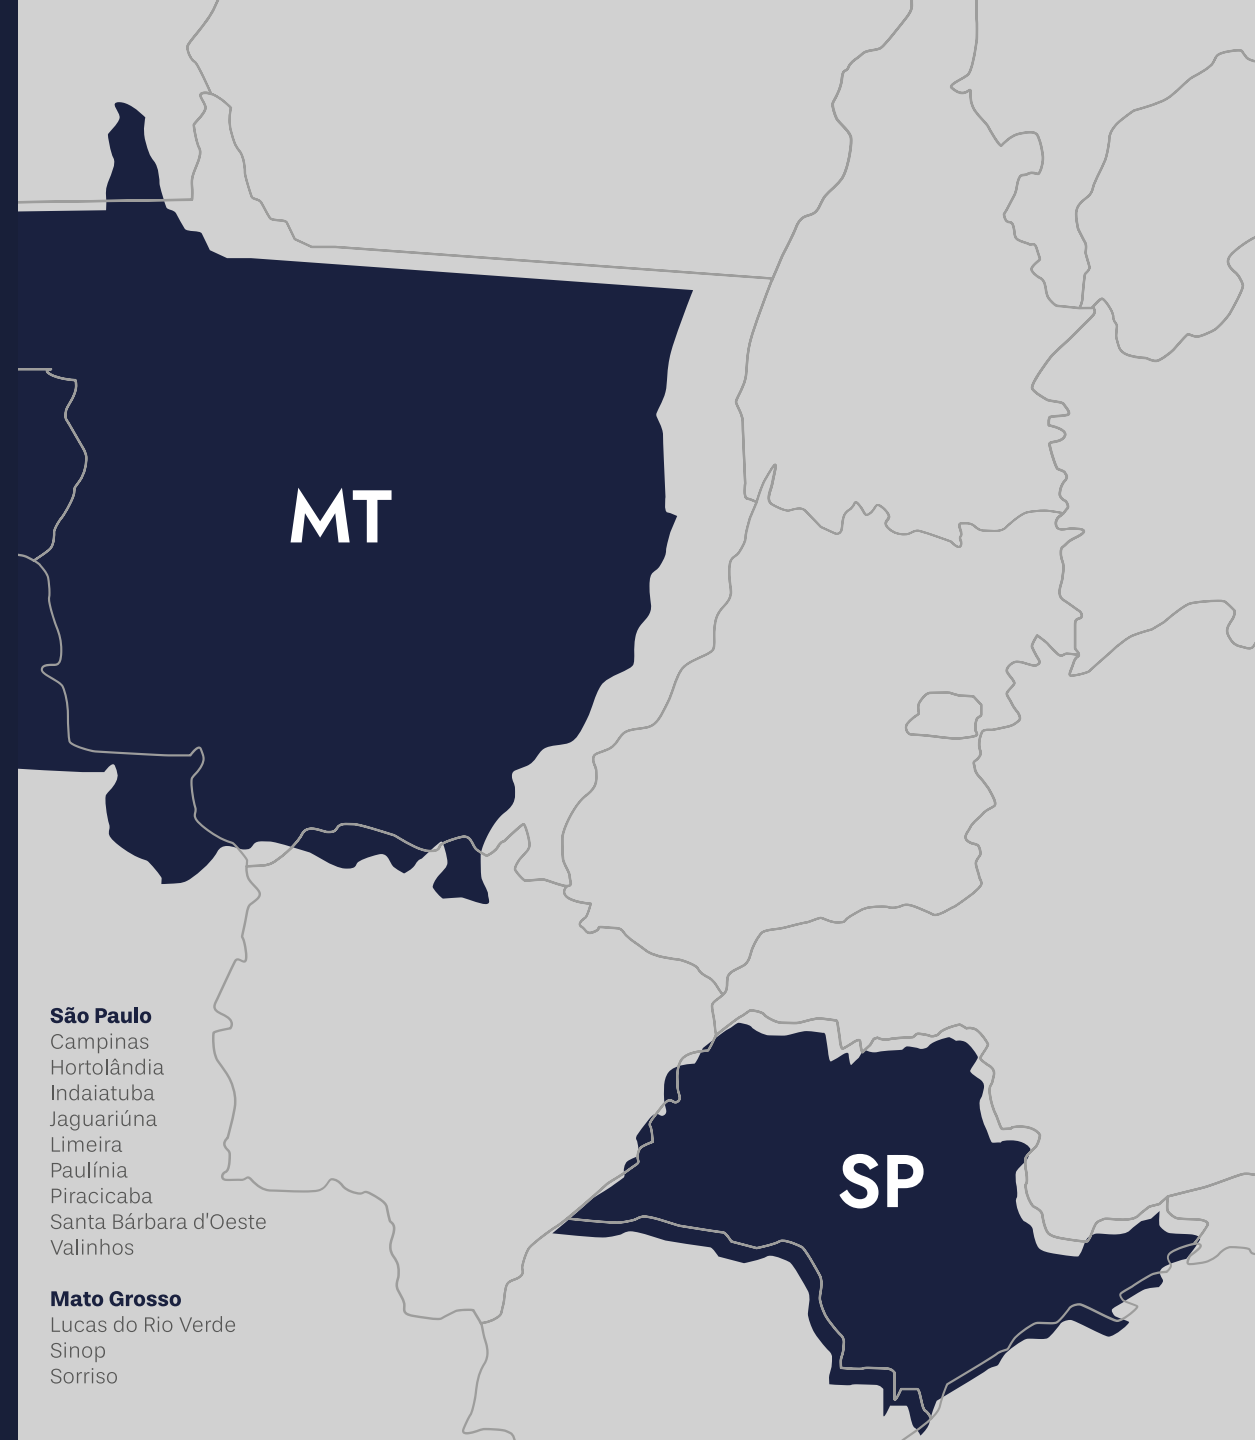 MT
SP
São Paulo
Campinas
Hortolândia
Indaiatuba
Jaguariúna
Limeira
Paulínia
Piracicaba
Santa Bárbara d'Oeste
Valinhos
Mato Grosso
Lucas do Rio Verde
Sinop
Sorriso